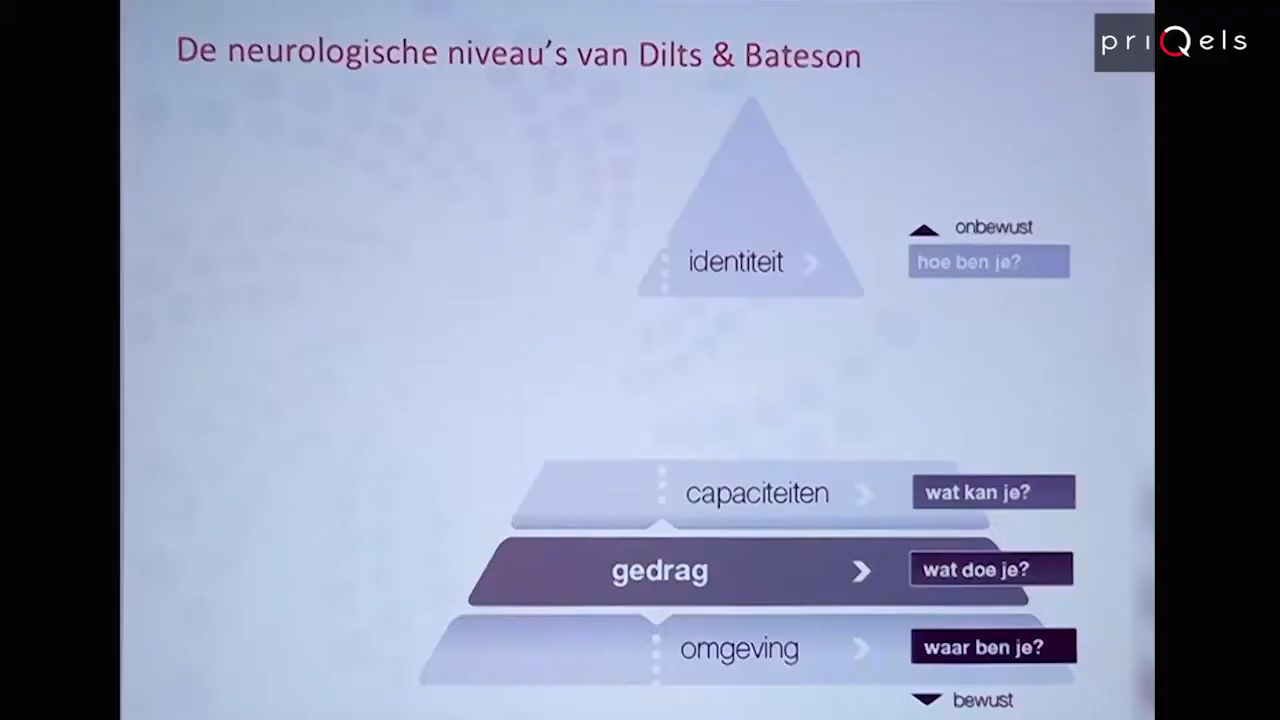 De neurologische niveau's van Dilts & Bateson
priQels
onbewust
identiteit
hoe ben je?
capaciteiten
wat kan je?
gedrag
wat doe je?
omgeving
waar ben je?
bewust